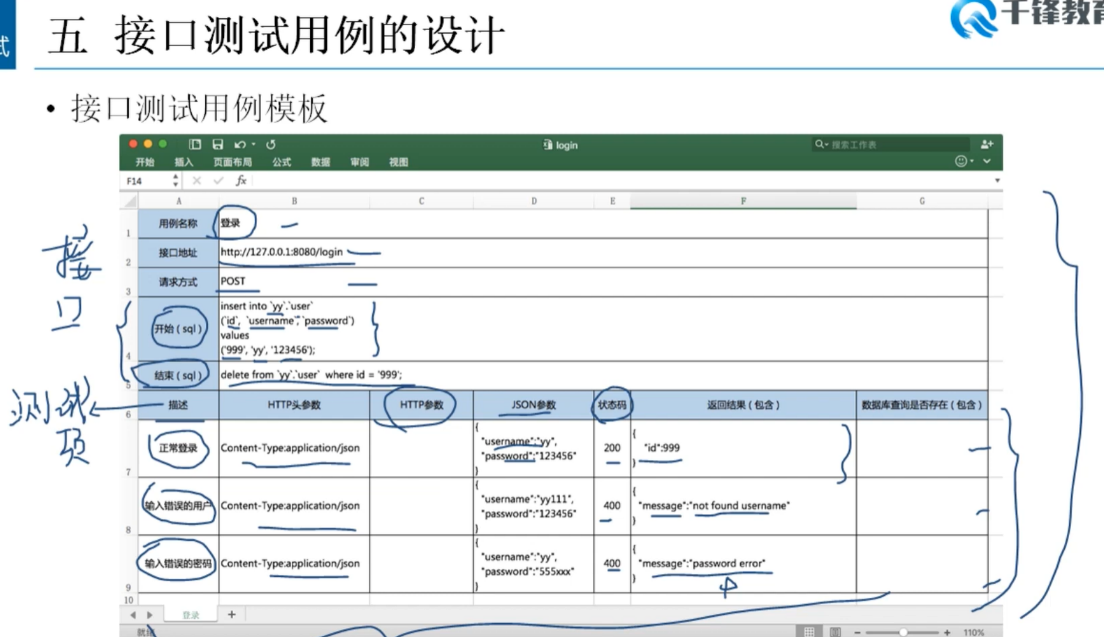 试
五 接口测试用例的设计
千锋教育
• 接口测试用例模板
login
搜索工作表
开始 插入 页面布局 公式 数据 审阅 视图
F14 fx
A B C D E F G
1 用例名称 登录
2 接口地址 http://127.0.0.1:8080/login
3 请求方式 POST
接口
insert into `yy`.`user`
(`id`, `username`, `password`)
4 开始（sql） values
('999', 'yy', '123456');
5 结束（sql） delete from `yy`.`user` where id = '999';
测试项
6 描述 HTTP头参数 HTTP参数 JSON参数 状态码 返回结果（包含） 数据库查询是否存在（包含）
{ {
7 正常登录 Content-Type:application/json "username":"yy", 200 "id":999
"password":"123456"
} }
{ {
8 输入错误的用户 Content-Type:application/json "username":"yy111", 400 "message":"not found username"
"password":"123456"
} }
{ {
9 输入错误的密码 Content-Type:application/json "username":"yy", 400 "message":"password error"
"password":"555xxx"
} }
10
登录 +
就绪 110%